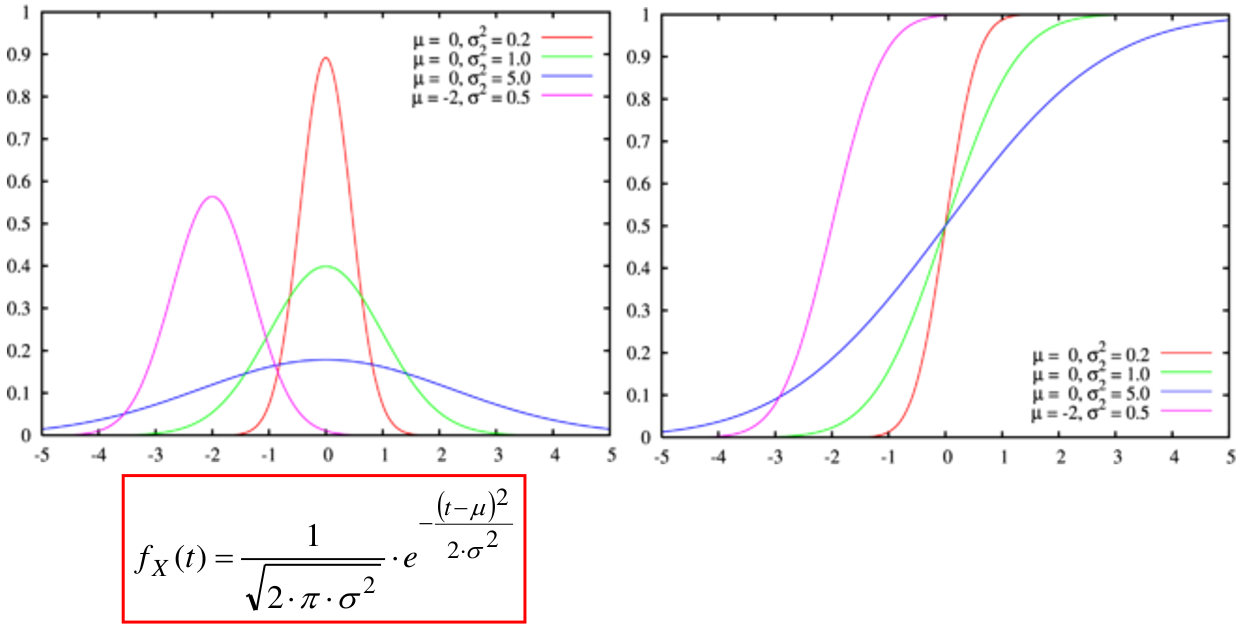 1
0.9
0.8
0.7
0.6
0.5
0.4
0.3
0.2
0.1
0
-5 -4 -3 -2 -1 0 1 2 3 4 5
μ = 0, σ² = 0.2
μ = 0, σ² = 1.0
μ = 0, σ² = 5.0
μ = -2, σ² = 0.5
1
0.9
0.8
0.7
0.6
0.5
0.4
0.3
0.2
0.1
0
-5 -4 -3 -2 -1 0 1 2 3 4 5
μ = 0, σ² = 0.2
μ = 0, σ² = 1.0
μ = 0, σ² = 5.0
μ = -2, σ² = 0.5
f_X(t) = 1/√(2·π·σ²) · e^(-(t-μ)²/(2·σ²))